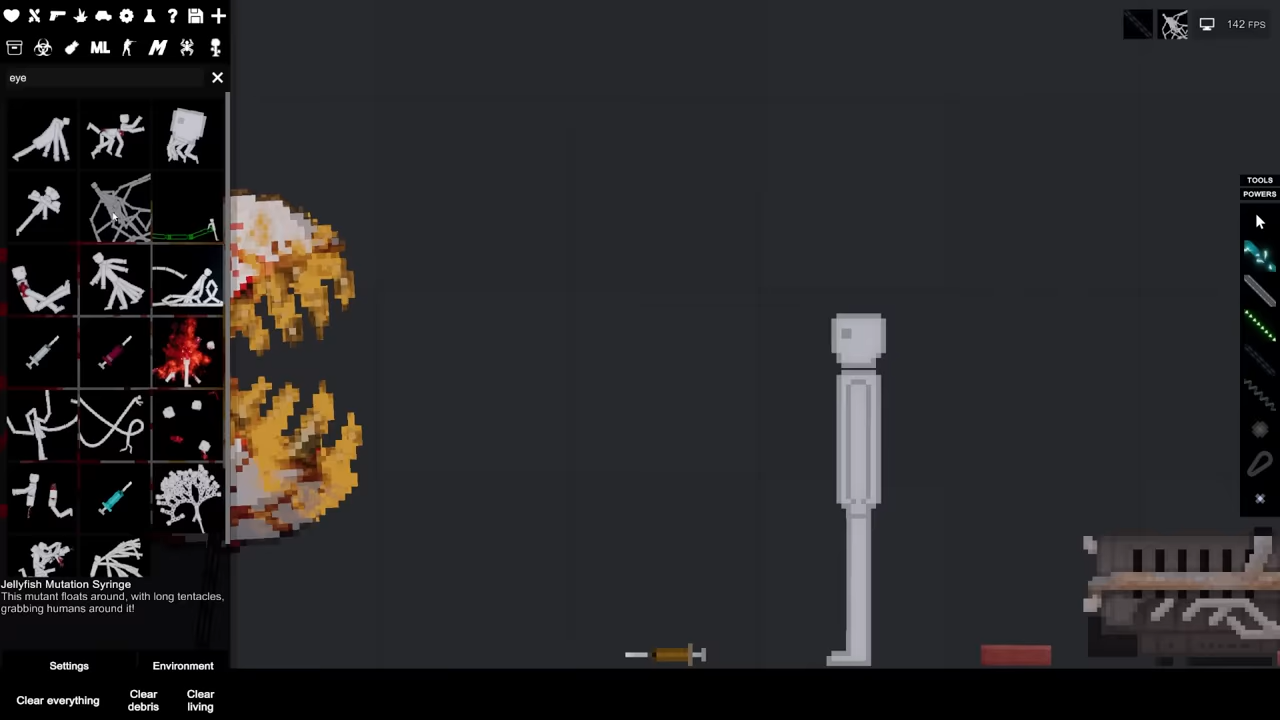 142 FPS
ML
?
M
eye
TOOLS
POWERS
Jellyfish Mutation Syringe
This mutant floats around, with long tentacles,
grabbing humans around it!
Settings
Environment
Clear everything
Clear
debris
Clear
living